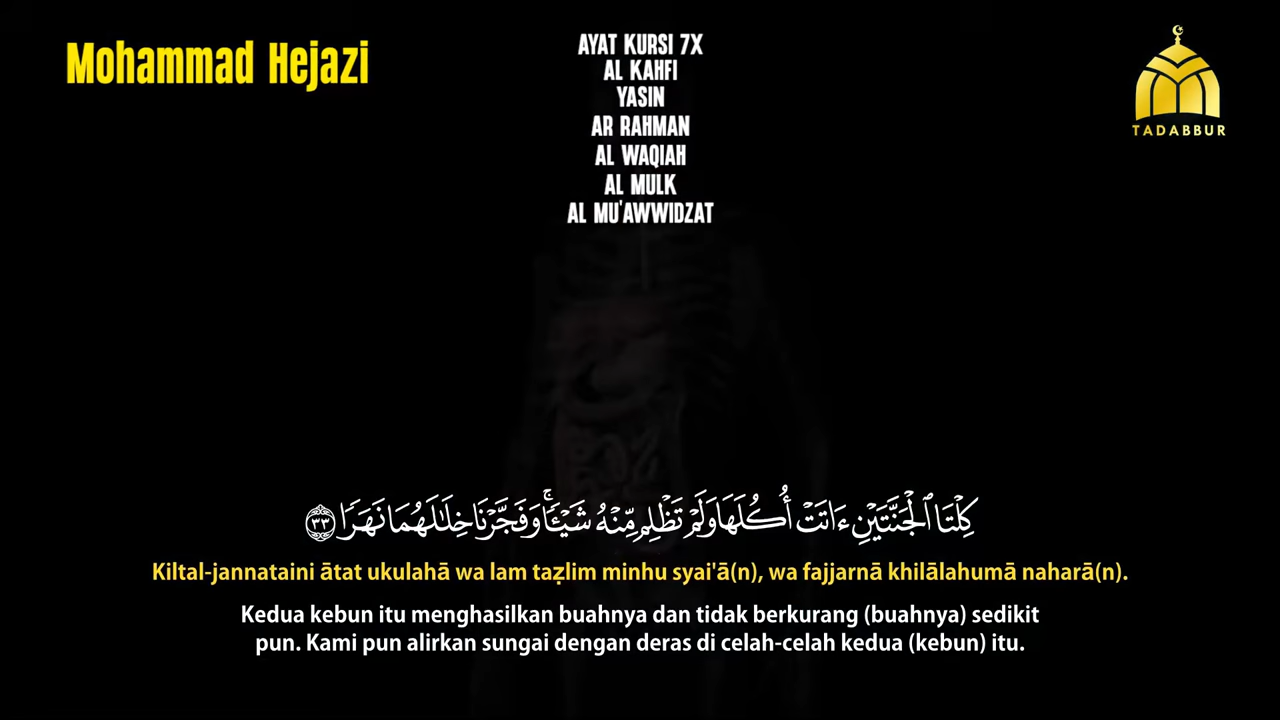 Mohammad Hejazi
AYAT KURSI 7X
AL KAHFI
YASIN
AR RAHMAN
AL WAQIAH
AL MULK
AL MU'AWWIDZAT
TADABBUR
كِلْتَا ٱلْجَنَّتَيْنِ ءَاتَتْ أُكُلَهَا وَلَمْ تَظْلِم مِّنْهُ شَيْـًٔا ۚ وَفَجَّرْنَا خِلَـٰلَهُمَا نَهَرًا ٣٣
Kiltal-jannataini ātat ukulahā wa lam taẓlim minhu syai'ā(n), wa fajjarnā khilālahumā naharā(n).
Kedua kebun itu menghasilkan buahnya dan tidak berkurang (buahnya) sedikit
pun. Kami pun alirkan sungai dengan deras di celah-celah kedua (kebun) itu.